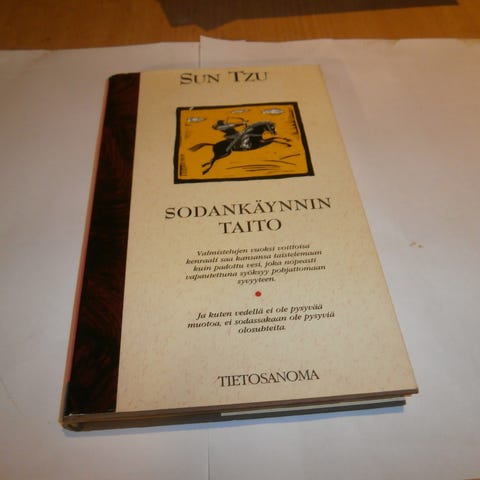 SUN TZU
SODANKÄYNNIN
TAITO
Valmistelujen vuoksi voittoisa
kenraali saa kansansa taistelemaan
kuin padottu vesi, joka nopeasti
vapautettuna syöksyy pohjattomaan
syvyyteen.
Ja kuten vedellä ei ole pysyvää
muotoa, ei sodassakaan ole pysyviä
olosuhteita.
TIETOSANOMA